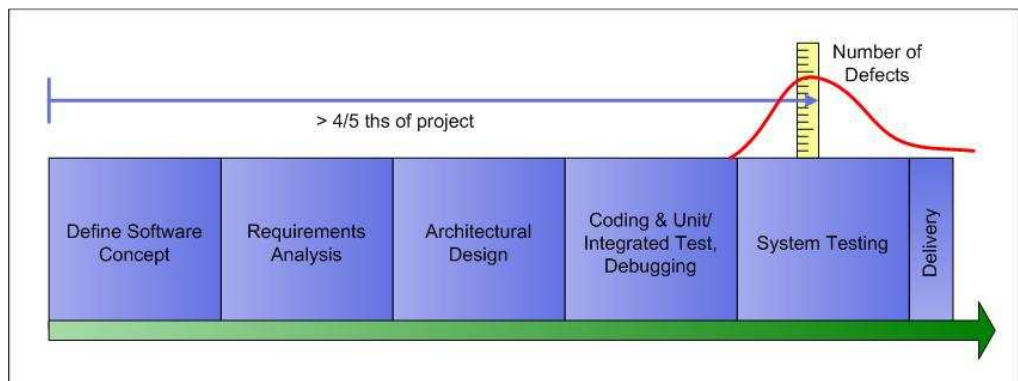 Number of
Defects
> 4/5 ths of project
Define Software
Concept
Requirements
Analysis
Architectural
Design
Coding & Unit/
Integrated Test,
Debugging
System Testing
Delivery